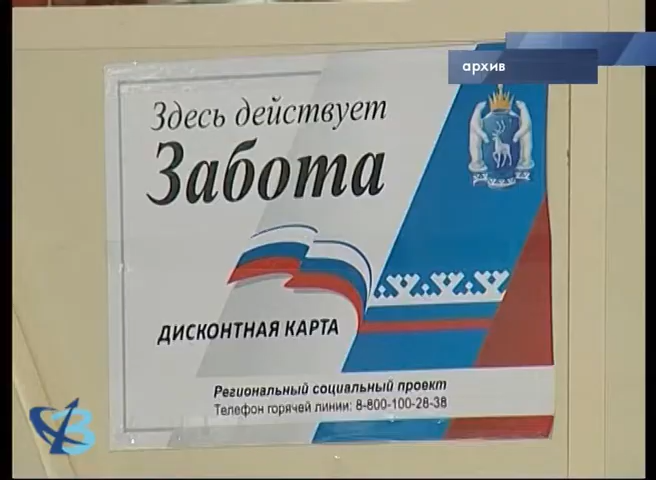 архив
Здесь действует
Забота
ДИСКОНТНАЯ КАРТА
Региональный социальный проект
Телефон горячей линии: 8-800-100-28-38